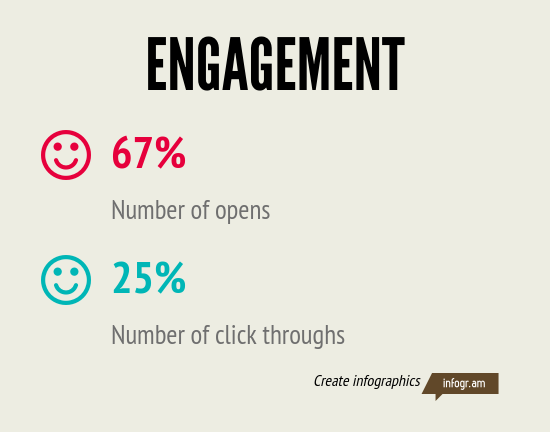 ENGAGEMENT
67%
Number of opens
25%
Number of click throughs
Create infographics infogr.am